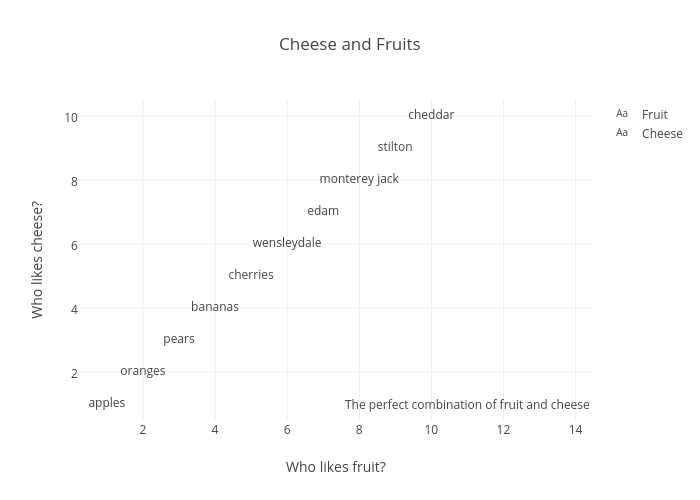 Cheese and Fruits
Aa Fruit
Aa Cheese
Who likes cheese?
10
8
6
4
2
cheddar
stilton
monterey jack
edam
wensleydale
cherries
bananas
pears
oranges
apples
The perfect combination of fruit and cheese
2 4 6 8 10 12 14
Who likes fruit?